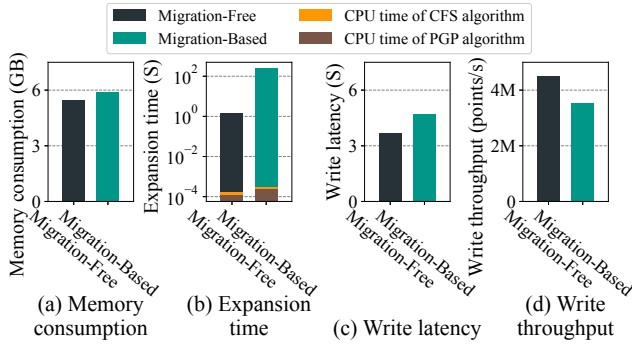 Migration-Free
CPU time of CFS algorithm
Migration-Based
CPU time of PGP algorithm
Memory consumption (GB)
6
3
0
Migration-Free
Migration-Based
(a) Memory
consumption
Expansion time (S)
10^2
10^0
10^−2
10^−4
Migration-Free
Migration-Based
(b) Expansion
time
Write latency (S)
6
3
0
Migration-Free
Migration-Based
(c) Write latency
Write throughput (points/s)
4M
2M
0
Migration-Free
Migration-Based
(d) Write
throughput